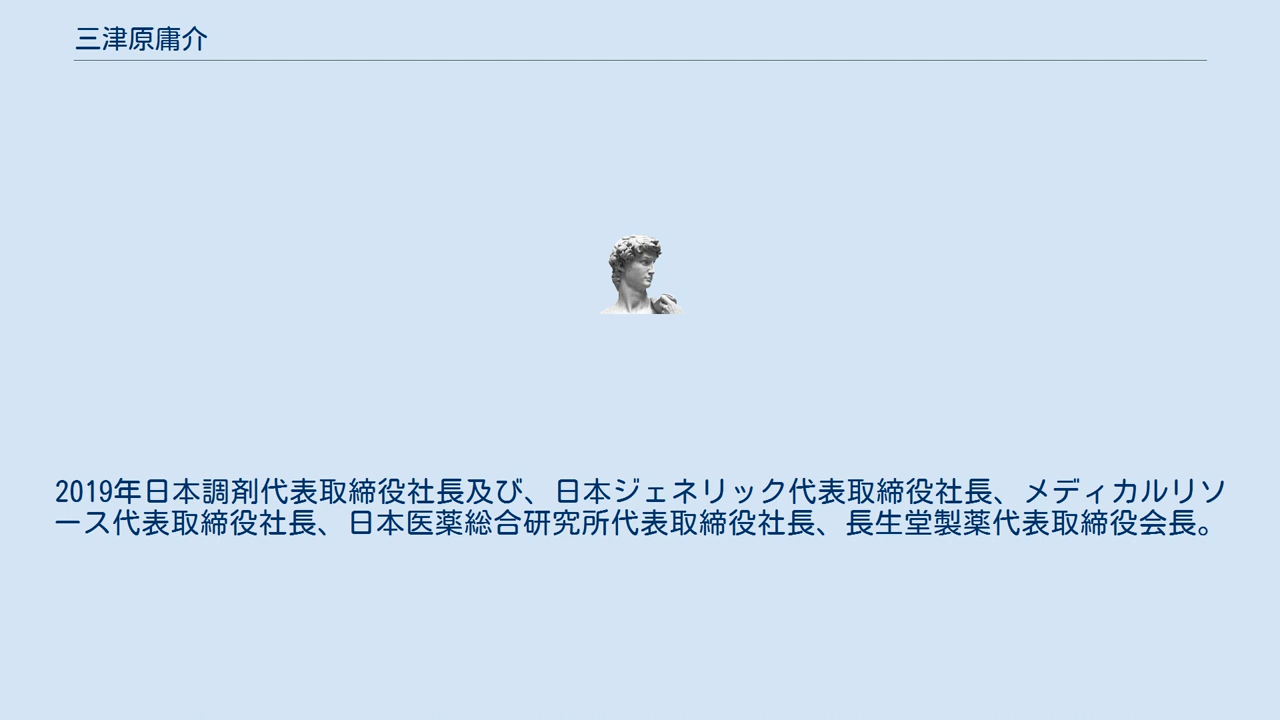 三津原庸介
2019年日本調剤代表取締役社長及び、日本ジェネリック代表取締役社長、メディカルリソ
ース代表取締役社長、日本医薬総合研究所代表取締役社長、長生堂製薬代表取締役会長。